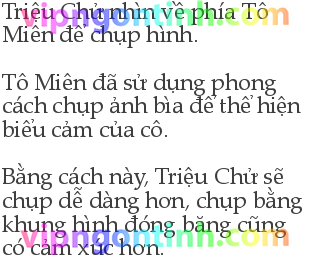 Triệu Chử nhìn về phía Tô
Miên để chụp hình.
Tô Miên đã sử dụng phong
cách chụp ảnh bìa để thể hiện
biểu cảm của cô.
Bằng cách này, Triệu Chử sẽ
chụp dễ dàng hơn, chụp bằng
khung hình đóng băng cũng
có cảm xúc hơn.
vipngontinh.com
vipngontinh.com